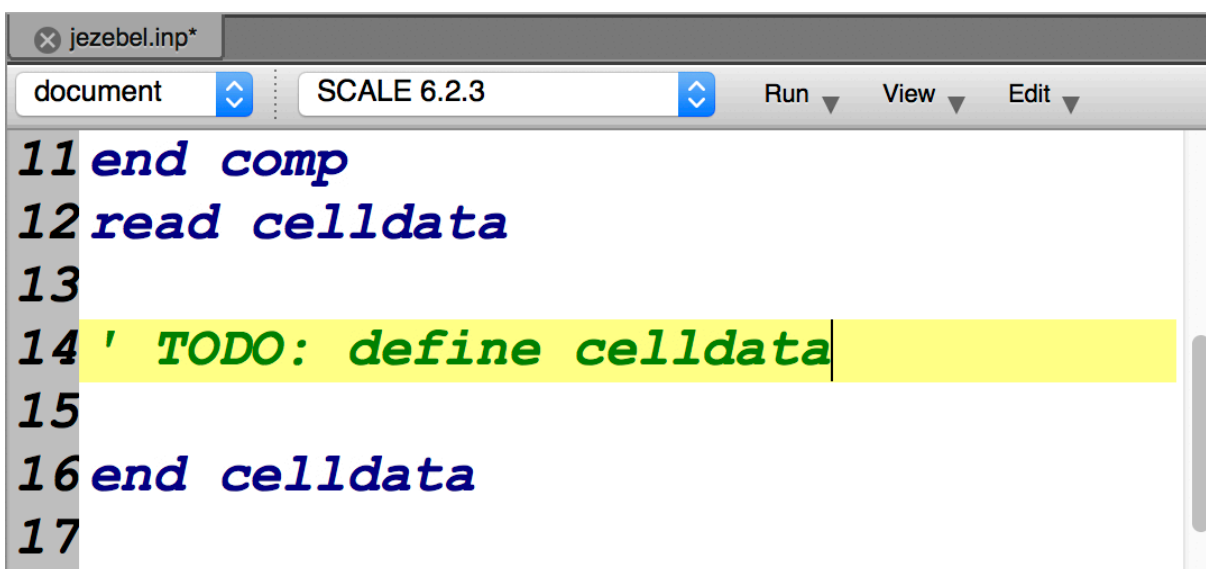 jezebel.inp*
document SCALE 6.2.3 Run View Edit
11 end comp
12 read celldata
13
14 ' TODO: define celldata
15
16 end celldata
17